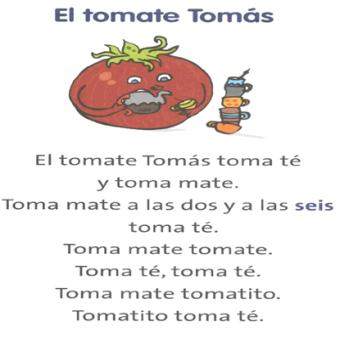 El tomate Tomás
El tomate Tomás toma té
y toma mate.
Toma mate a las dos y a las seis
toma té.
Toma mate tomate.
Toma té, toma té.
Toma mate tomatito.
Tomatito toma té.